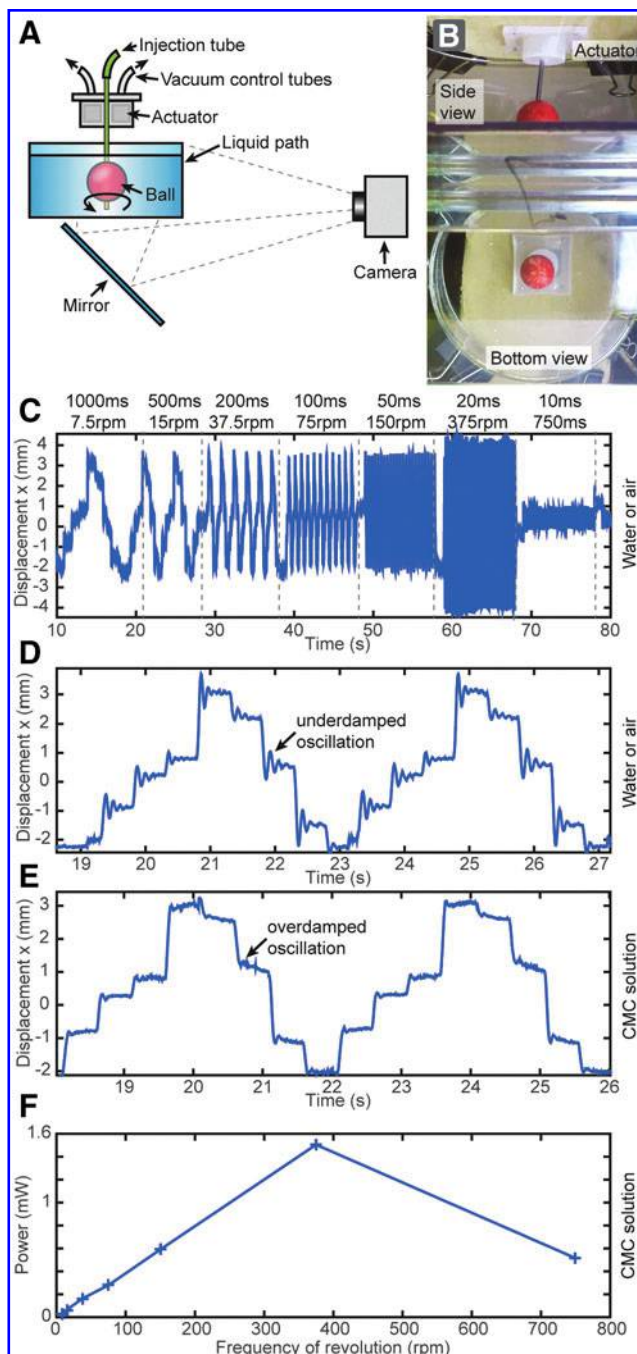 A
Injection tube
Vacuum control tubes
Actuator
Liquid path
Ball
Camera
Mirror
B
Actuator
Side
view
Bottom view
C
1000ms 500ms 200ms 100ms 50ms 20ms 10ms
7.5rpm 15rpm 37.5rpm 75rpm 150rpm 375rpm 750ms
Displacement x (mm)
4
3
2
1
0
-1
-2
-3
-4
10 20 30 40 50 60 70 80
Time (s)
Water or air
D
Displacement x (mm)
3
2
1
0
-1
-2
underdamped
oscillation
19 20 21 22 23 24 25 26 27
Time (s)
Water or air
E
Displacement x (mm)
3
2
1
0
-1
-2
overdamped
oscillation
19 20 21 22 23 24 25 26
Time (s)
CMC solution
F
Power (mW)
1.6
1
0
0 100 200 300 400 500 600 700 800
Frequency of revolution (rpm)
CMC solution